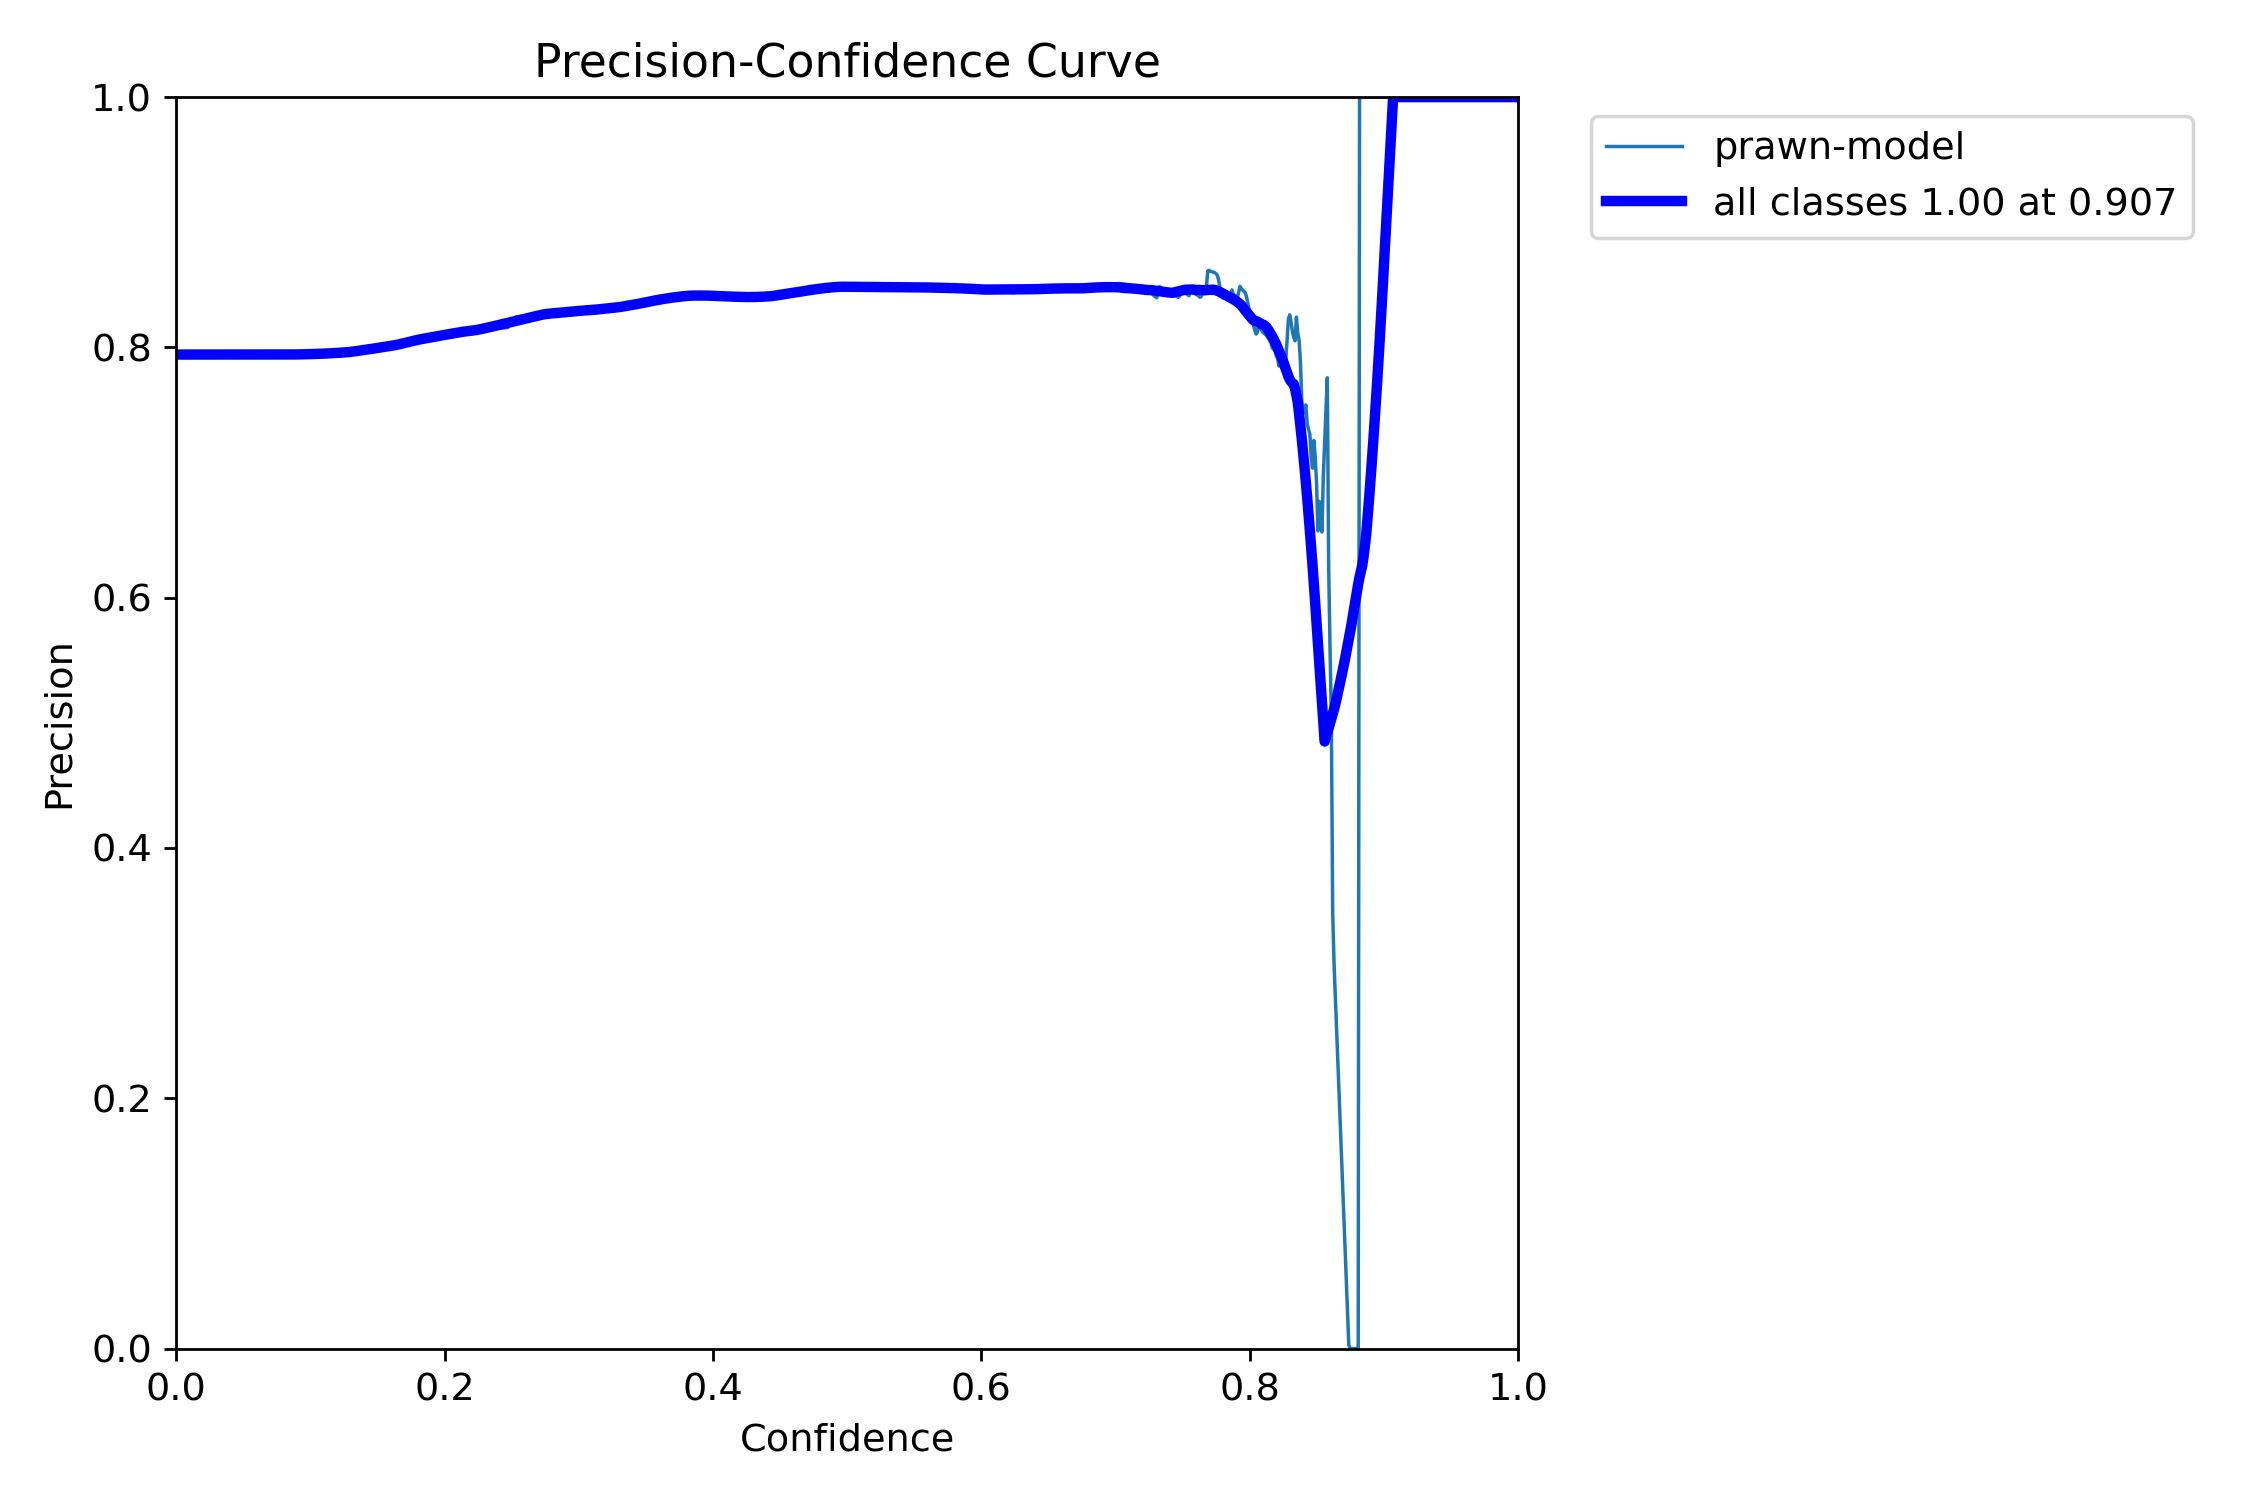 Precision-Confidence Curve
prawn-model
all classes 1.00 at 0.907
1.0
0.8
0.6
0.4
0.2
0.0
Precision
0.0 0.2 0.4 0.6 0.8 1.0
Confidence